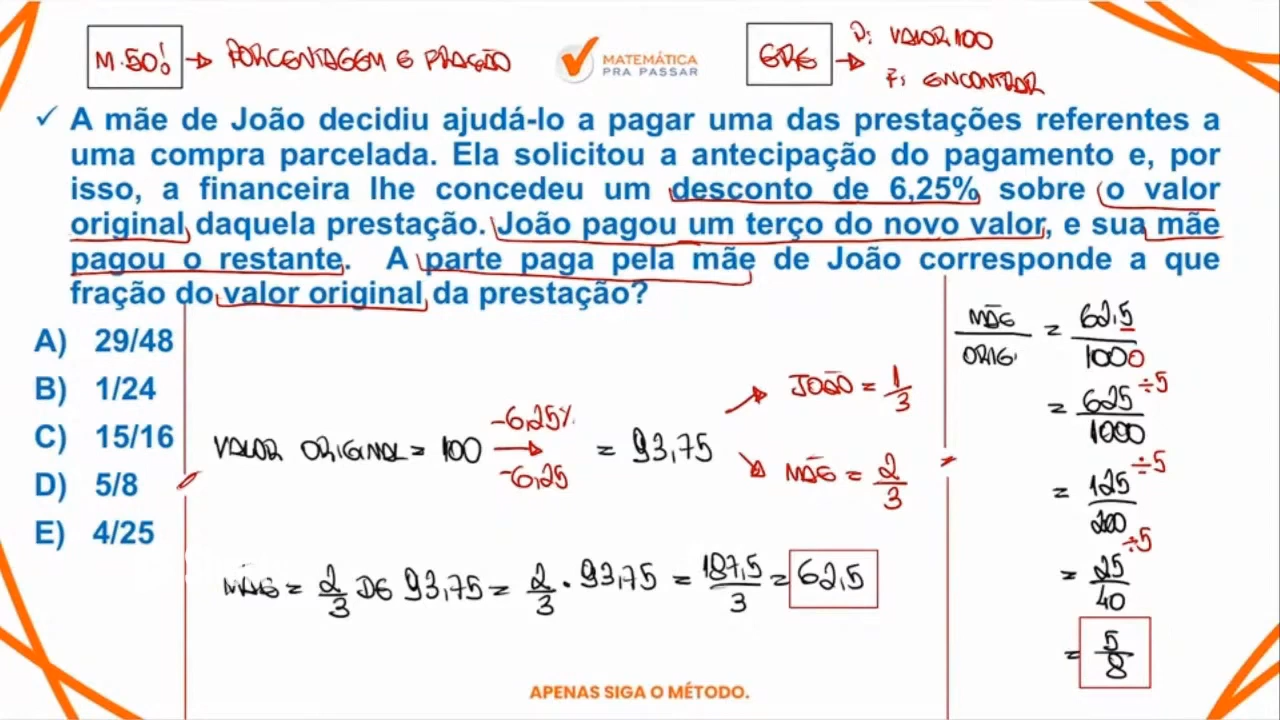 M.50! → PORCENTAGEM E FRAÇÃO
MATEMÁTICA
PRA PASSAR
GRG → D: VALOR 100
F: ENCONTRAR
✓ A mãe de João decidiu ajudá-lo a pagar uma das prestações referentes a
uma compra parcelada. Ela solicitou a antecipação do pagamento e, por
isso, a financeira lhe concedeu um desconto de 6,25% sobre o valor
original daquela prestação. João pagou um terço do novo valor, e sua mãe
pagou o restante. A parte paga pela mãe de João corresponde a que
fração do valor original da prestação?
A) 29/48
B) 1/24
C) 15/16
D) 5/8
E) 4/25
VALOR ORIGINAL = 100 → = 93,75
-6,25%
-6,25
JOÃO = 1/3
MÃE = 2/3
MÃE = 2/3 DE 93,75 = 2/3 . 93,75 = 187,5/3 = 62,5
MÃE/ORIG. = 62,5/1000
= 625/1000 ÷5
= 125/200 ÷5
= 25/40 ÷5
= 5/8
APENAS SIGA O MÉTODO.